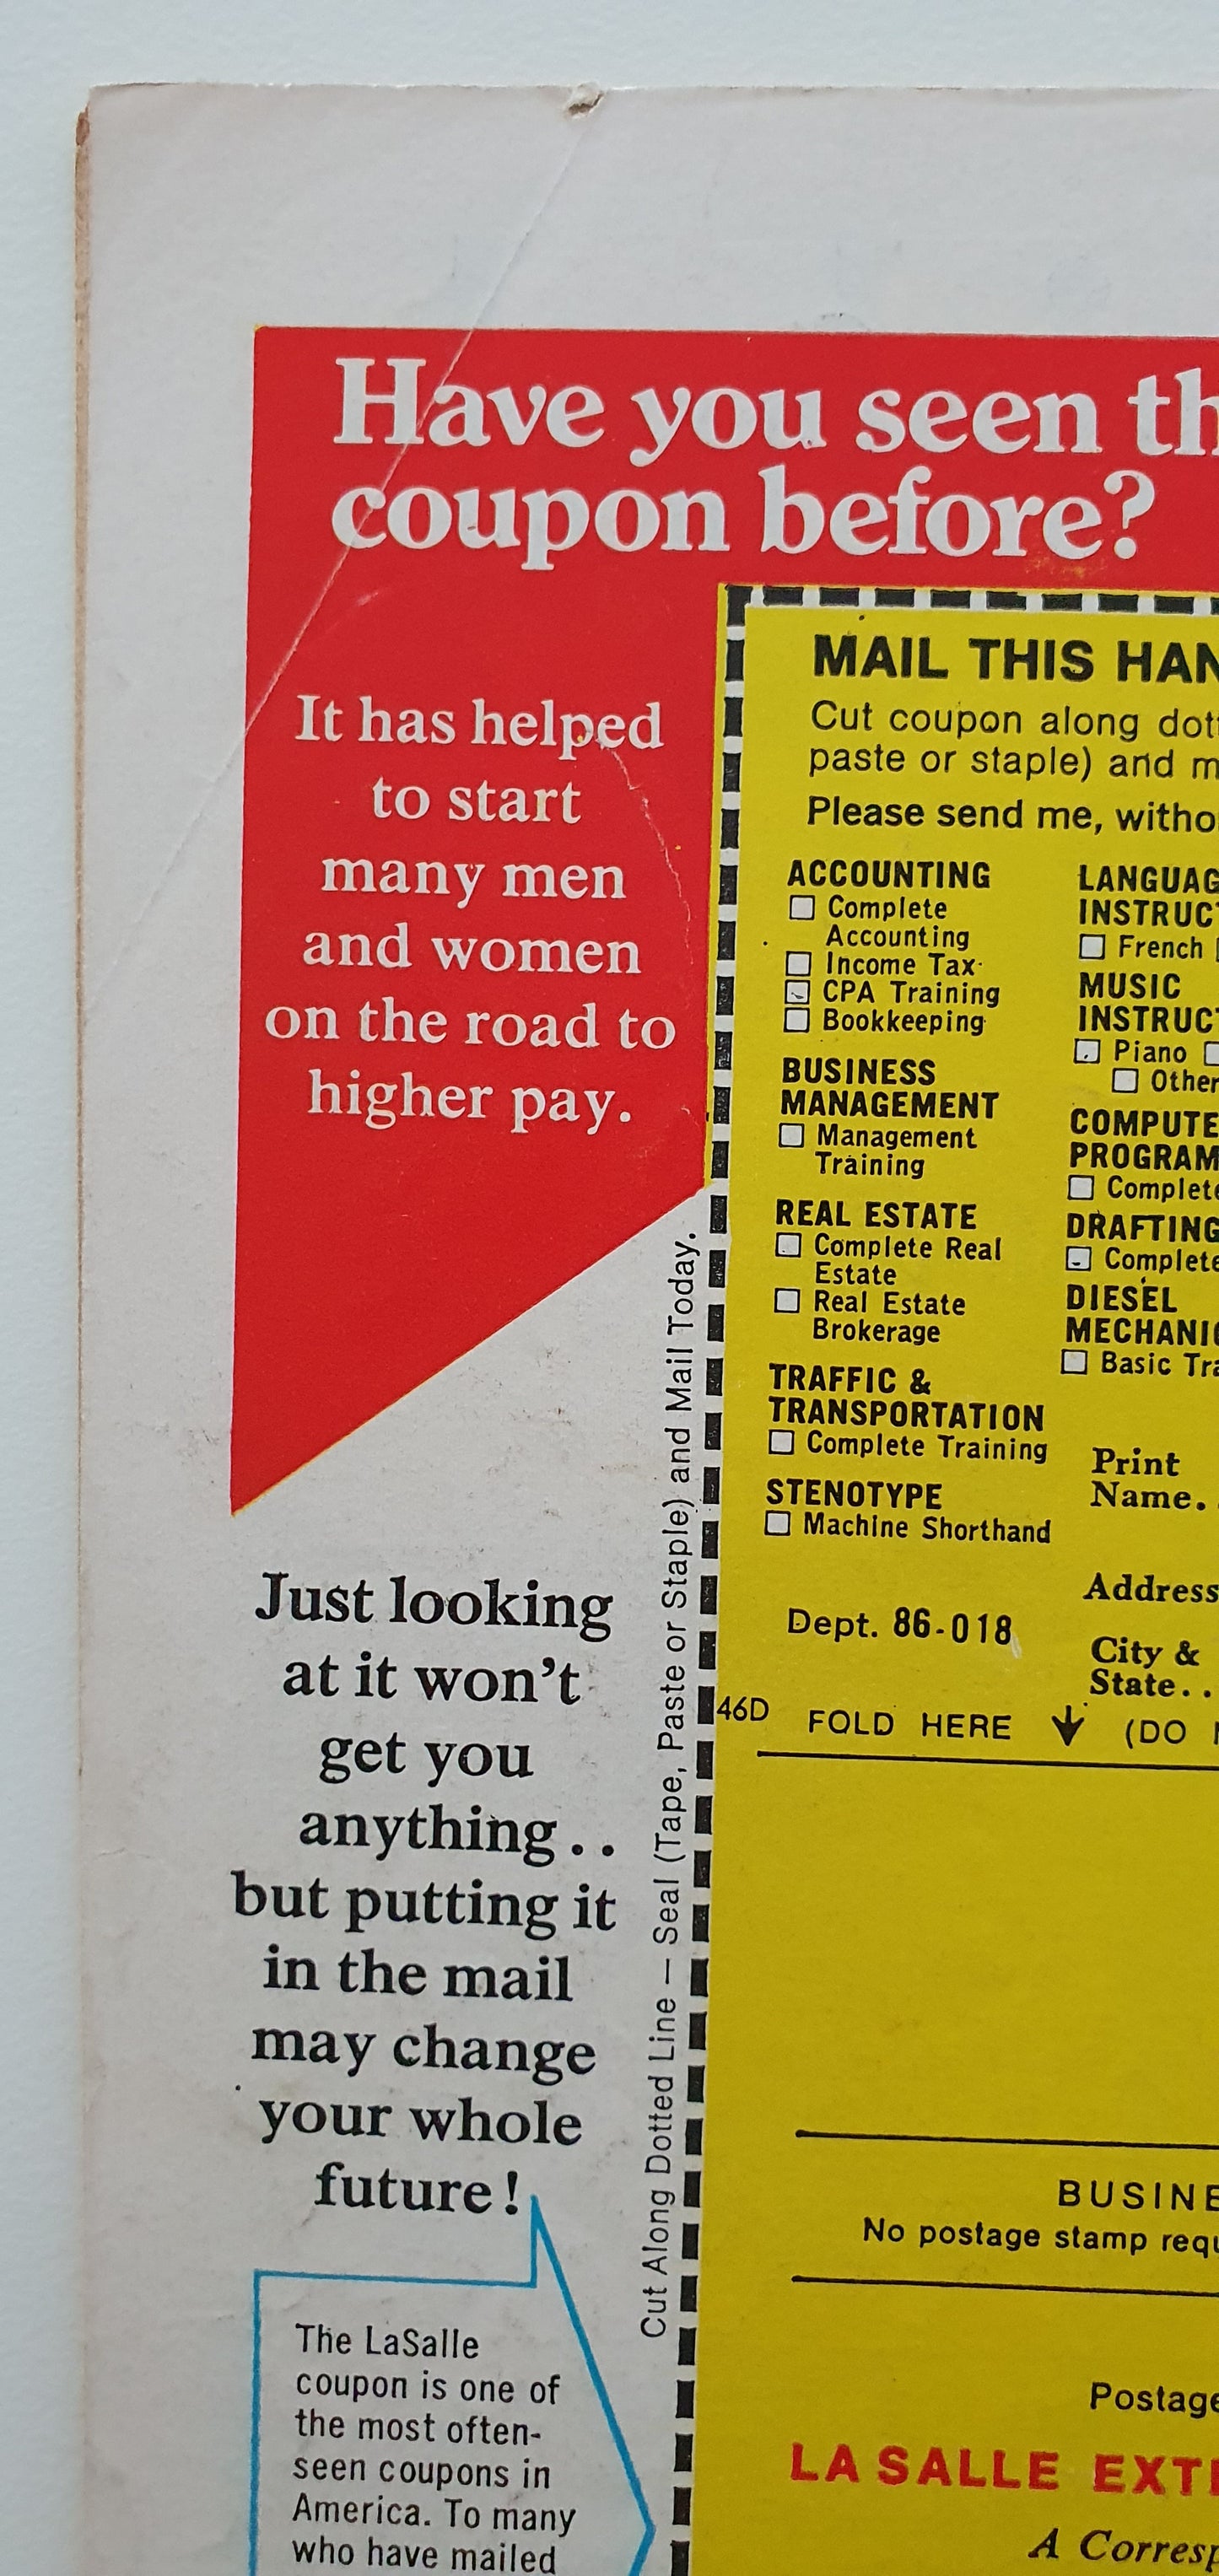 Have you seen th
coupon before?
It has helped
to start
many men
and women
on the road to
higher pay.
Just looking
at it won't
get you
anything . .
but putting it
in the mail
may change
your whole
future!
The LaSalle
coupon is one of
the most often-
seen coupons in
America. To many
who have mailed
Cut Along Dotted Line — Seal (Tape, Paste or Staple) and Mail Today.
MAIL THIS HAN
Cut coupon along dot
paste or staple) and m
Please send me, witho
ACCOUNTING
Complete
Accounting
Income Tax
CPA Training
Bookkeeping
BUSINESS
MANAGEMENT
Management
Training
REAL ESTATE
Complete Real
Estate
Real Estate
Brokerage
TRAFFIC &
TRANSPORTATION
Complete Training
STENOTYPE
Machine Shorthand
Dept. 86-018
LANGUAG
INSTRUCT
French
MUSIC
INSTRUCT
Piano
Other
COMPUTE
PROGRAM
Complete
DRAFTING
Complete
DIESEL
MECHANIC
Basic Tra
Print
Name.
Address
City &
State. .
46D FOLD HERE ↓ (DO
BUSINE
No postage stamp requ
Postage
LA SALLE EXT
A Corresp